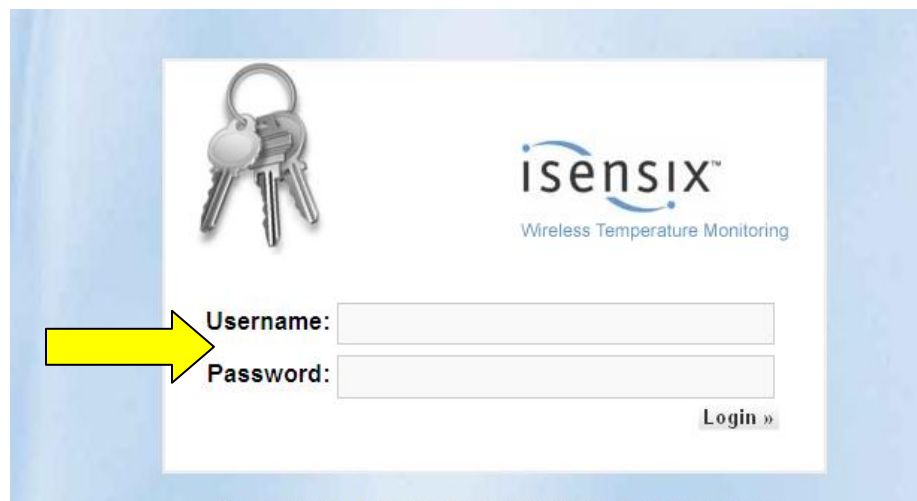 isensix™
Wireless Temperature Monitoring
Username:
Password:
Login »